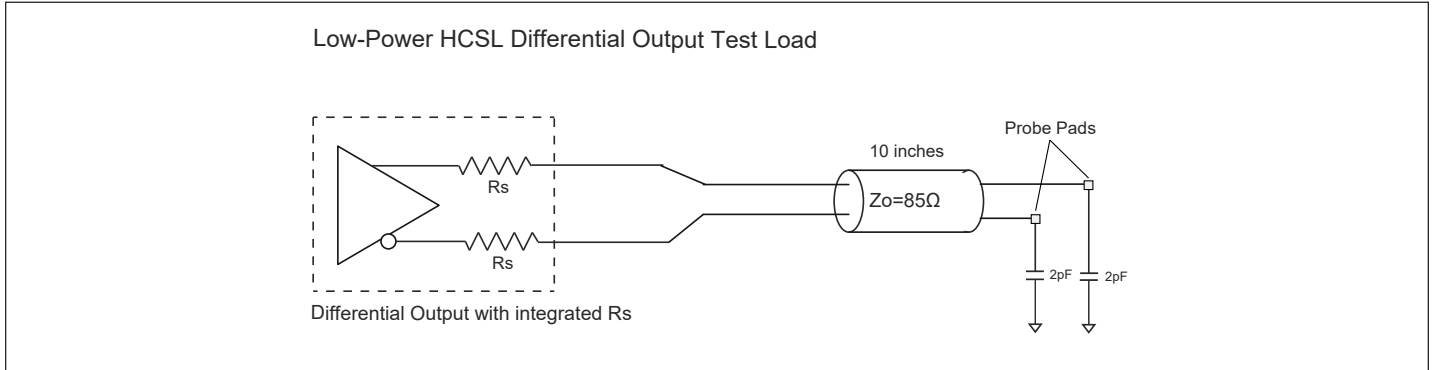 Low-Power HCSL Differential Output Test Load
Probe Pads
10 inches
Rs
Zo=85Ω
Rs
2pF
2pF
Differential Output with integrated Rs